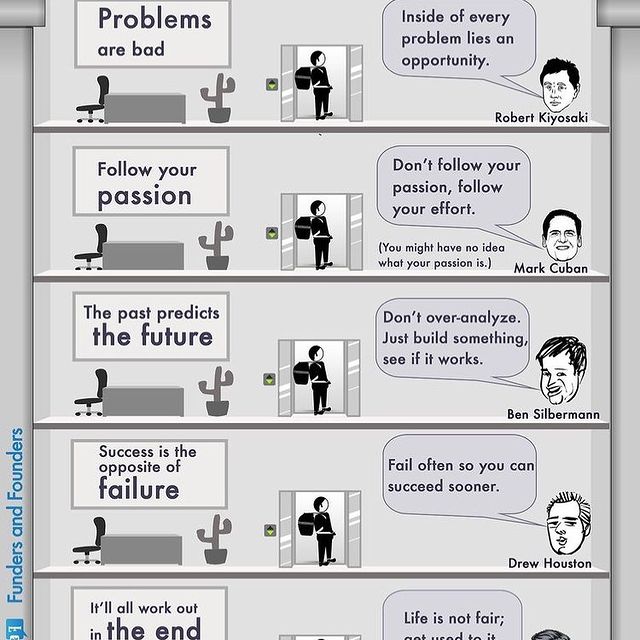 Problems
are bad
Inside of every
problem lies an
opportunity.
Robert Kiyosaki
Follow your
passion
Don't follow your
passion, follow
your effort.
(You might have no idea
what your passion is.)
Mark Cuban
The past predicts
the future
Don't over-analyze.
Just build something,
see if it works.
Ben Silbermann
Success is the
opposite of
failure
Fail often so you can
succeed sooner.
Drew Houston
It'll all work out
in the end
Life is not fair;
get used to it
Funders and Founders